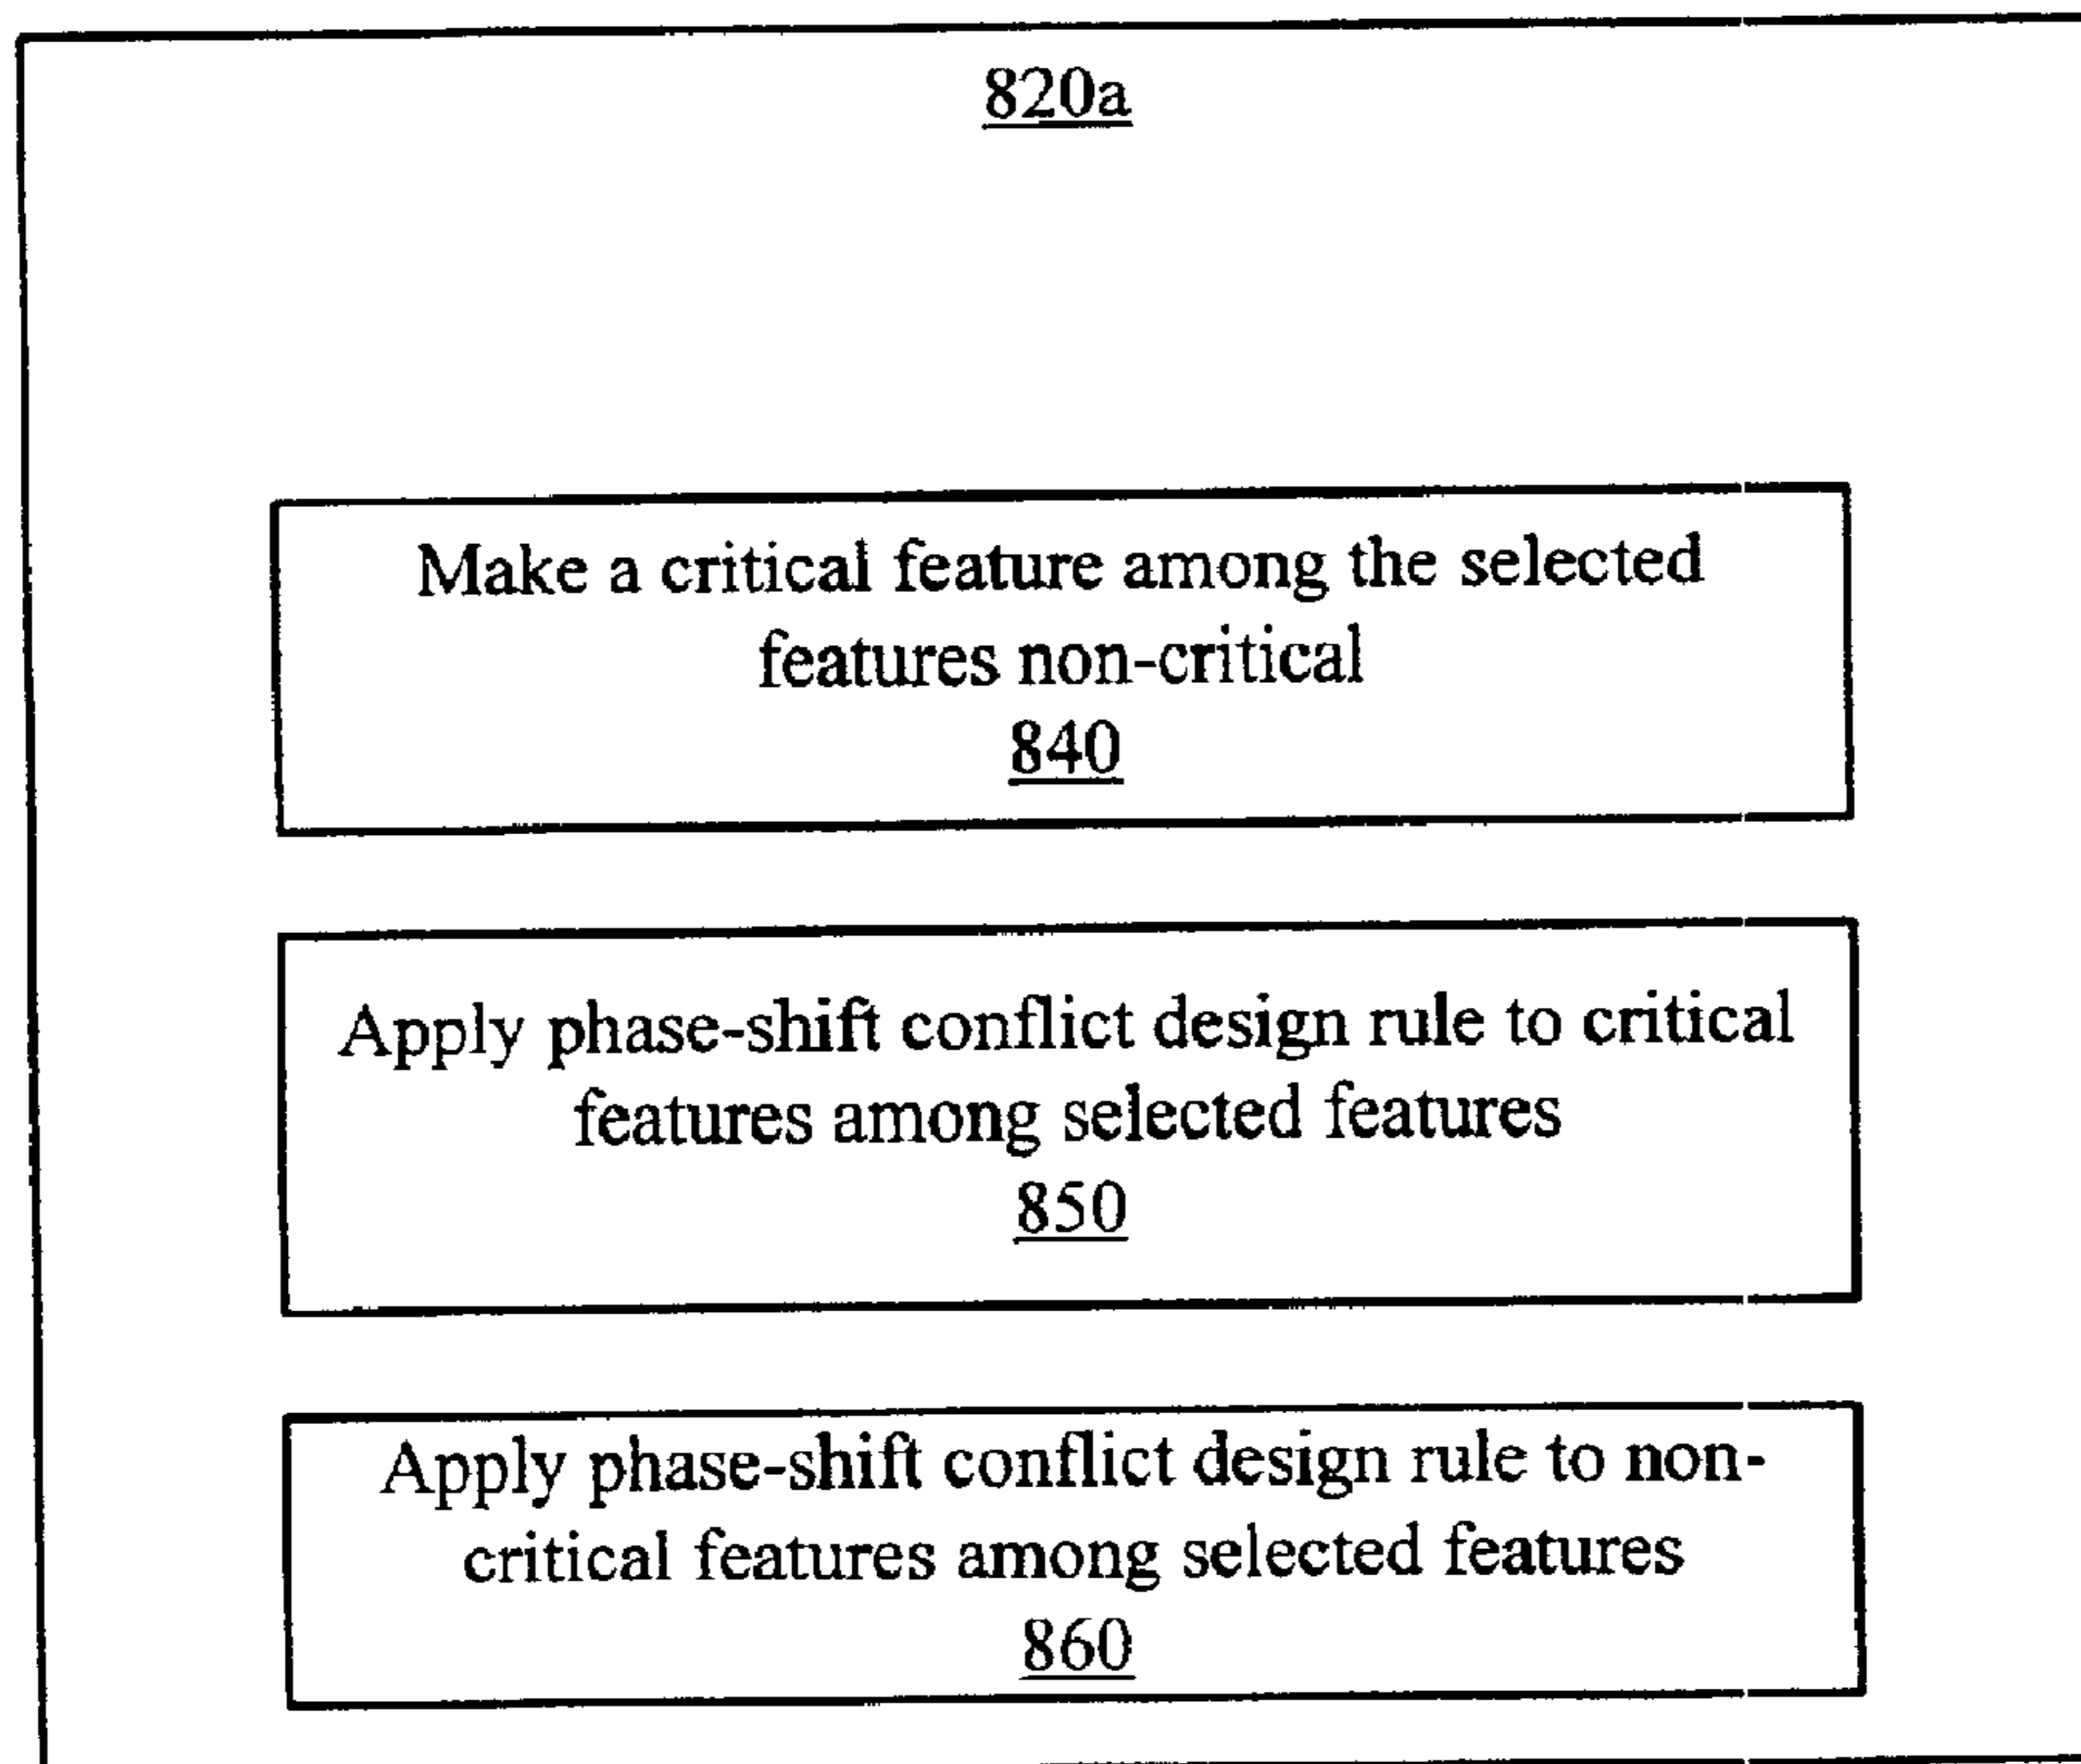 820a
Make a critical feature among the selected
features non-critical
840
Apply phase-shift conflict design rule to critical
features among selected features
850
Apply phase-shift conflict design rule to non-
critical features among selected features
860